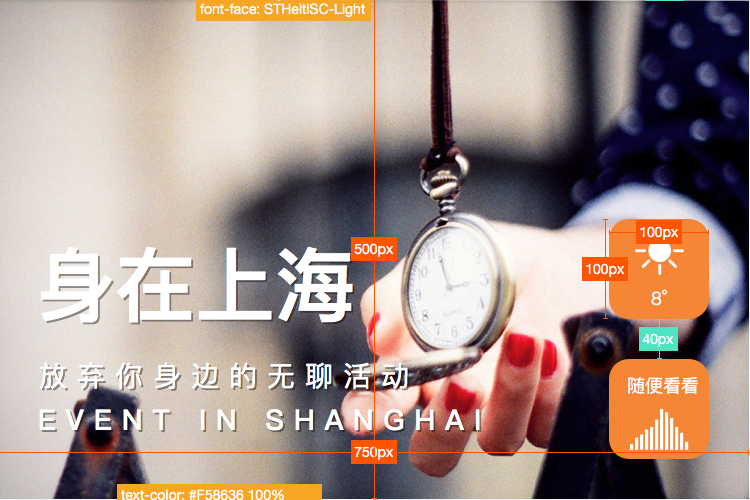 font-face: STHeitiSC-Light
500px
身在上海
放弃你身边的无聊活动
EVENT IN SHANGHAI
750px
text-color: #F58636 100%
100px
100px
8°
40px
随便看看